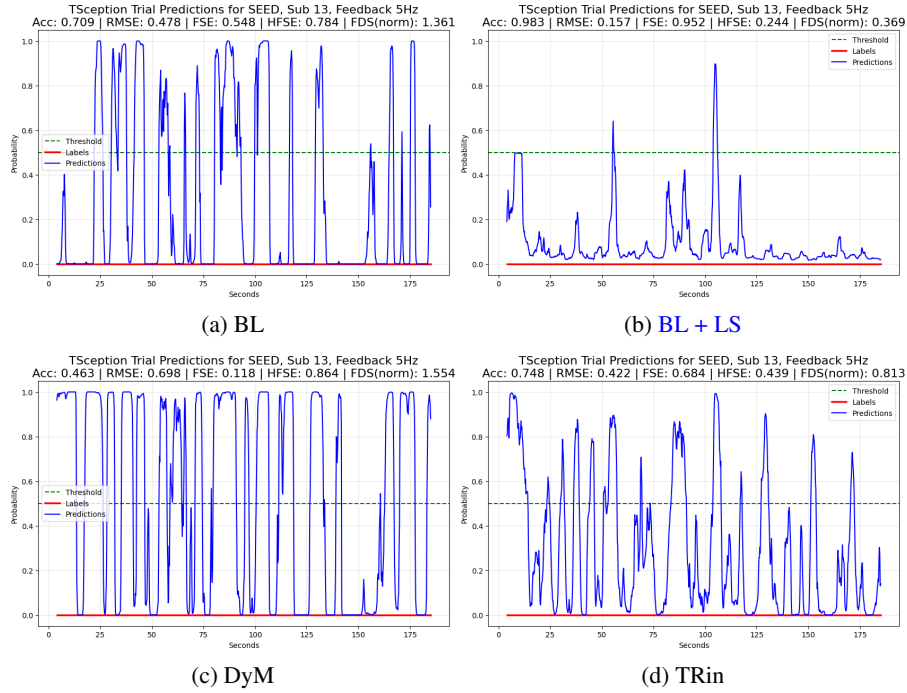 TSception Trial Predictions for SEED, Sub 13, Feedback 5Hz
Acc: 0.709 | RMSE: 0.478 | FSE: 0.548 | HFSE: 0.784 | FDS(norm): 1.361
1.0
0.8
0.6
0.4
0.2
0.0
Probability
Threshold
Labels
Predictions
0 25 50 75 100 125 150 175
Seconds
(a) BL
TSception Trial Predictions for SEED, Sub 13, Feedback 5Hz
Acc: 0.983 | RMSE: 0.157 | FSE: 0.952 | HFSE: 0.244 | FDS(norm): 0.369
1.0
0.8
0.6
0.4
0.2
0.0
Probability
Threshold
Labels
Predictions
0 25 50 75 100 125 150 175
Seconds
(b) BL + LS
TSception Trial Predictions for SEED, Sub 13, Feedback 5Hz
Acc: 0.463 | RMSE: 0.698 | FSE: 0.118 | HFSE: 0.864 | FDS(norm): 1.554
1.0
0.8
0.6
0.4
0.2
0.0
Probability
Threshold
Labels
Predictions
0 25 50 75 100 125 150 175
Seconds
(c) DyM
TSception Trial Predictions for SEED, Sub 13, Feedback 5Hz
Acc: 0.748 | RMSE: 0.422 | FSE: 0.684 | HFSE: 0.439 | FDS(norm): 0.813
1.0
0.8
0.6
0.4
0.2
0.0
Probability
Threshold
Labels
Predictions
0 25 50 75 100 125 150 175
Seconds
(d) TRin